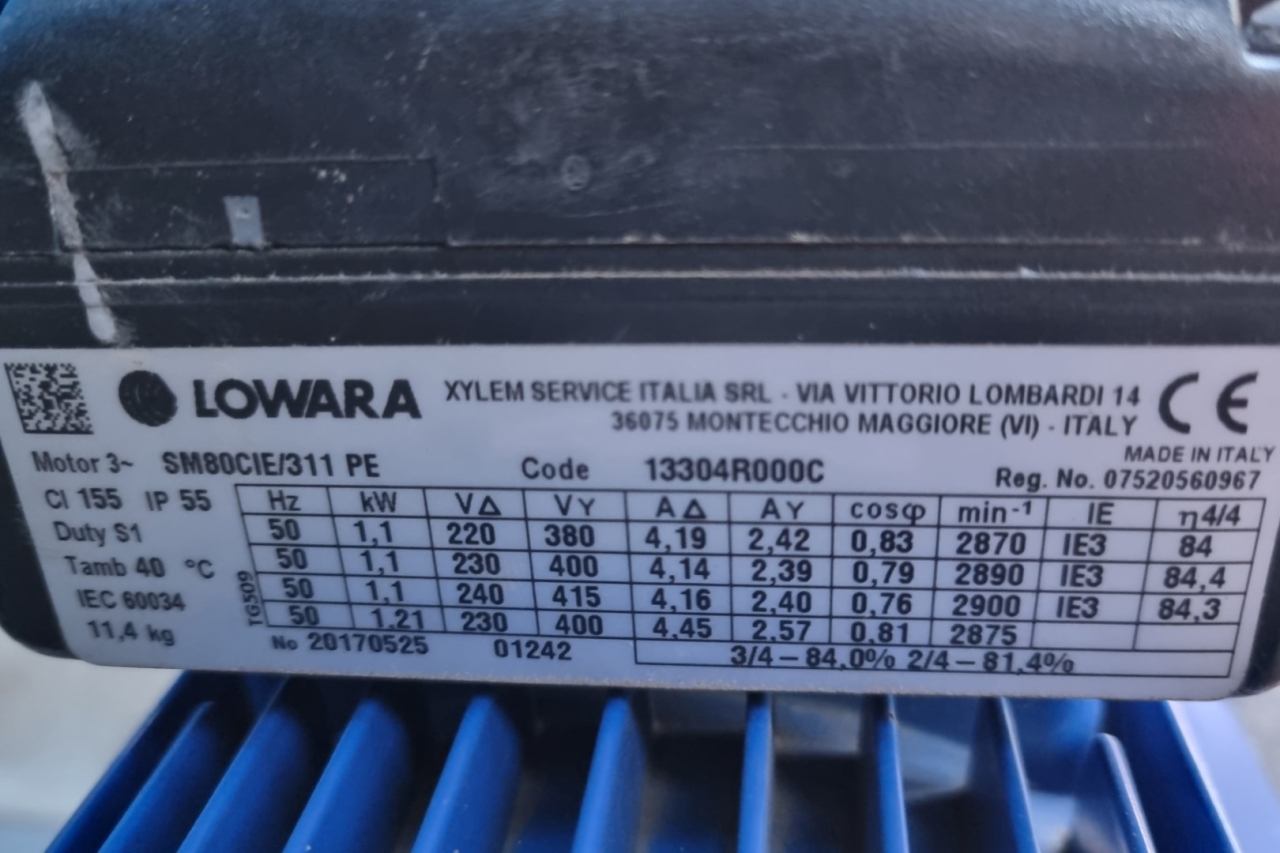 LOWARA XYLEM SERVICE ITALIA SRL - VIA VITTORIO LOMBARDI 14
36075 MONTECCHIO MAGGIORE (VI) - ITALY
CE
MADE IN ITALY
Motor 3~ SM80CIE/311 PE Code 13304R000C Reg. No. 07520560967
Cl 155 IP 55
Duty S1
Tamb 40 °C
IEC 60034
11,4 kg
TG509
Hz kW V∆ VY A∆ AY cosφ min-¹ IE η4/4
50 1,1 220 380 4,19 2,42 0,83 2870 IE3 84
50 1,1 230 400 4,14 2,39 0,79 2890 IE3 84,4
50 1,1 240 415 4,16 2,40 0,76 2900 IE3 84,3
50 1,21 230 400 4,45 2,57 0,81 2875
No 20170525 01242 3/4 – 84,0% 2/4 – 81,4%